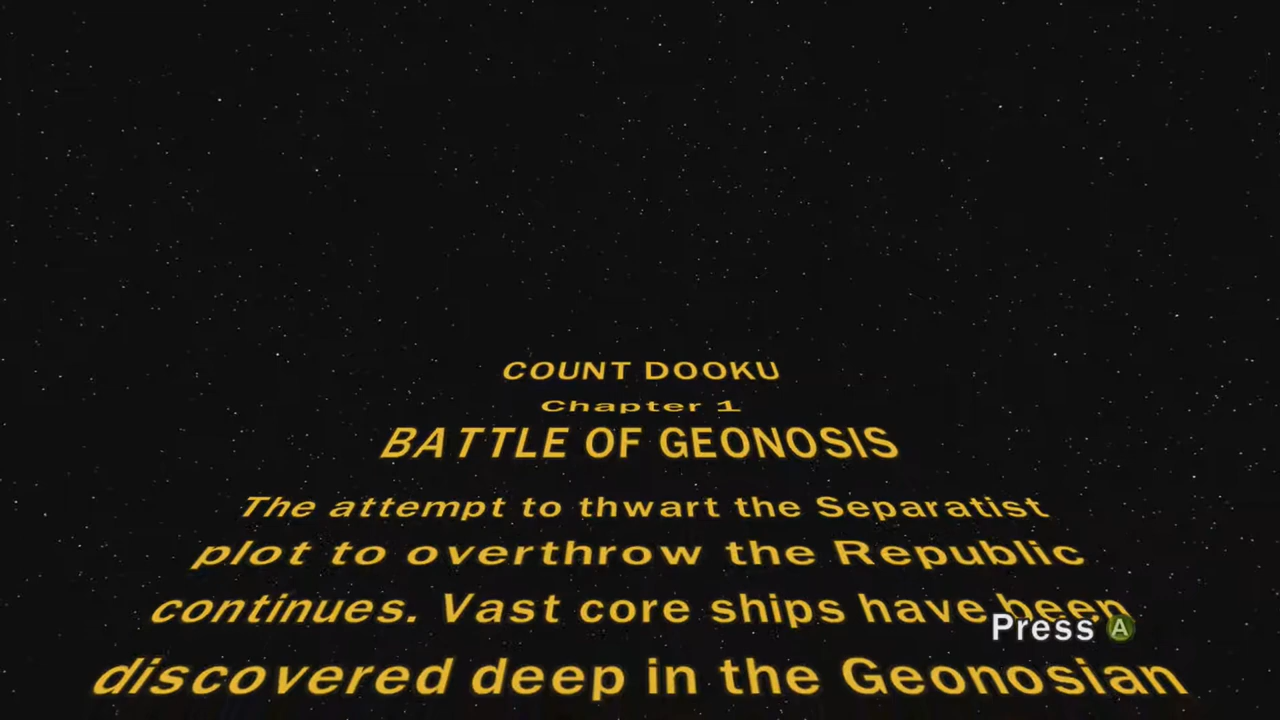 COUNT DOOKU
Chapter 1
BATTLE OF GEONOSIS
The attempt to thwart the Separatist
plot to overthrow the Republic
continues. Vast core ships have been
Press A
discovered deep in the Geonosian